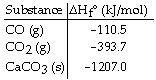 Substance ΔHf° (kJ/mol)
CO (g) −110.5
CO2 (g) −393.7
CaCO3 (s) −1207.0